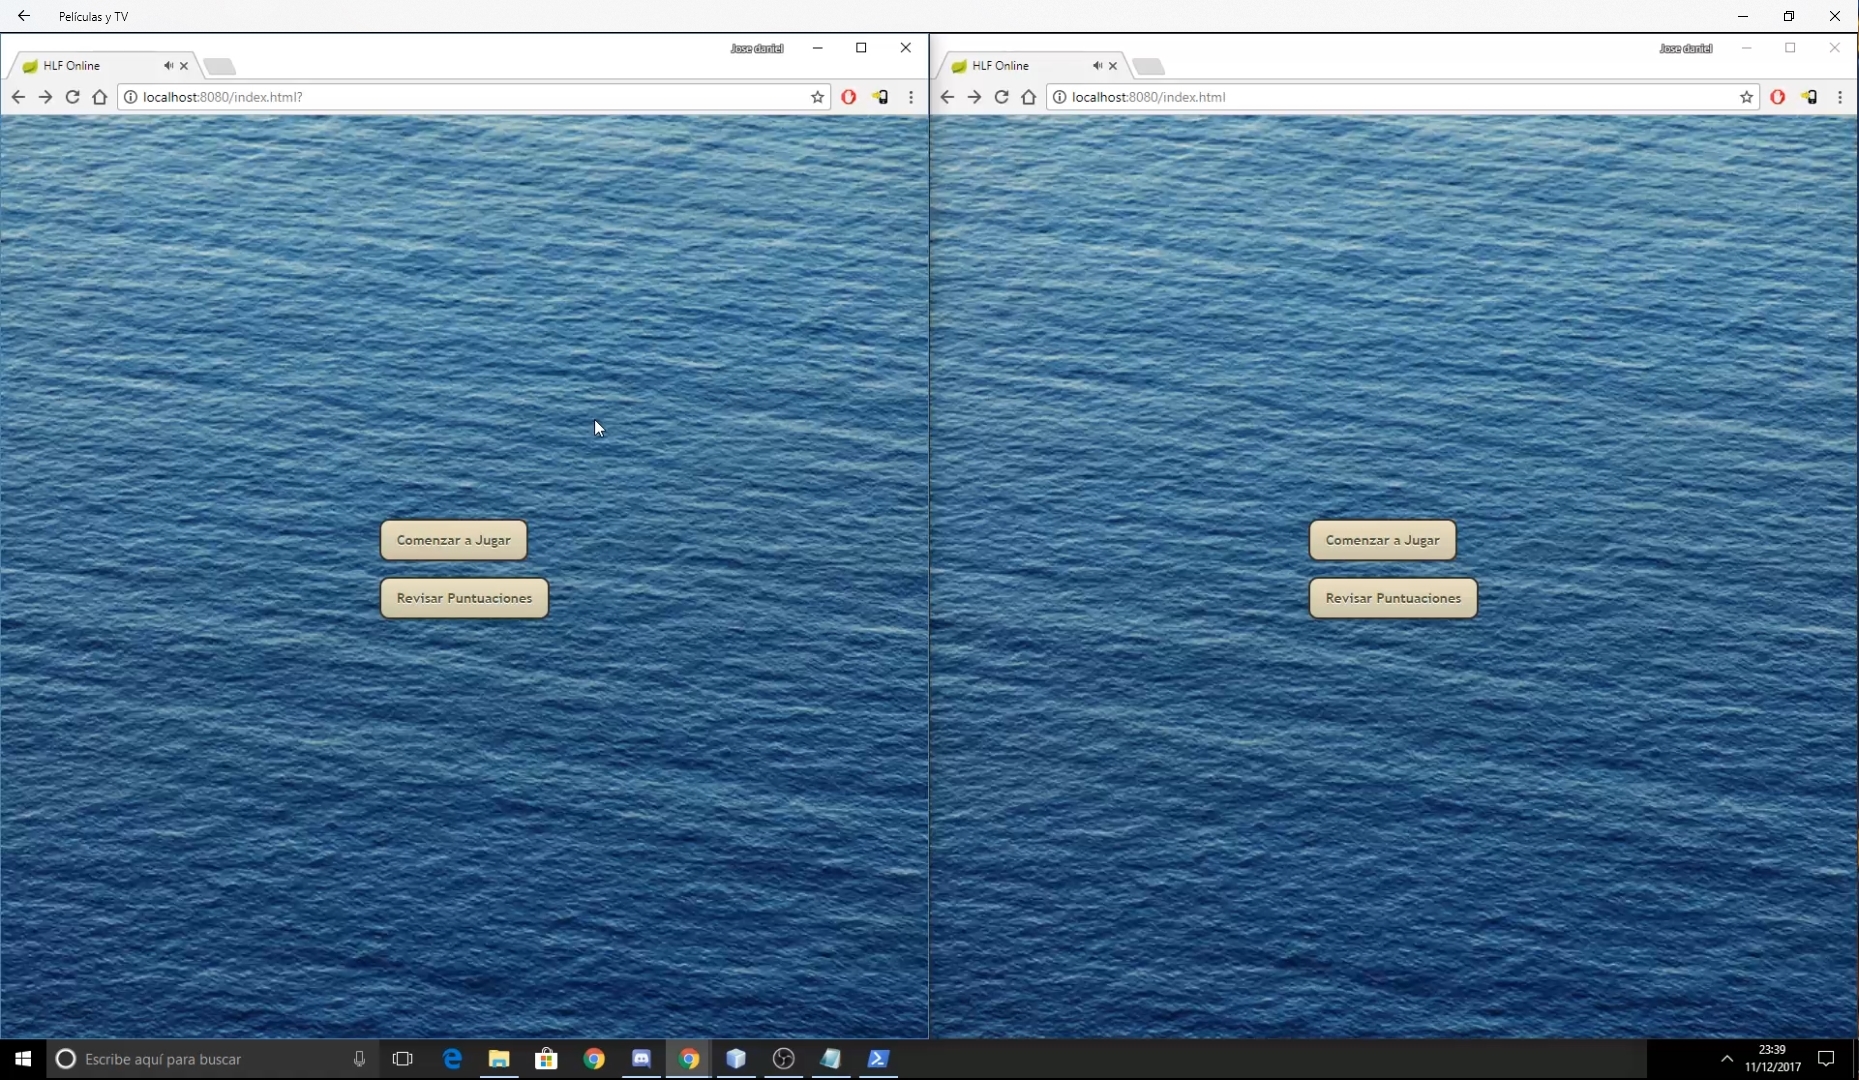 Películas y TV
Jose daniel
HLF Online
localhost:8080/index.html?
Comenzar a Jugar
Revisar Puntuaciones
Jose daniel
HLF Online
localhost:8080/index.html
Comenzar a Jugar
Revisar Puntuaciones
Escribe aquí para buscar
23:39
11/12/2017